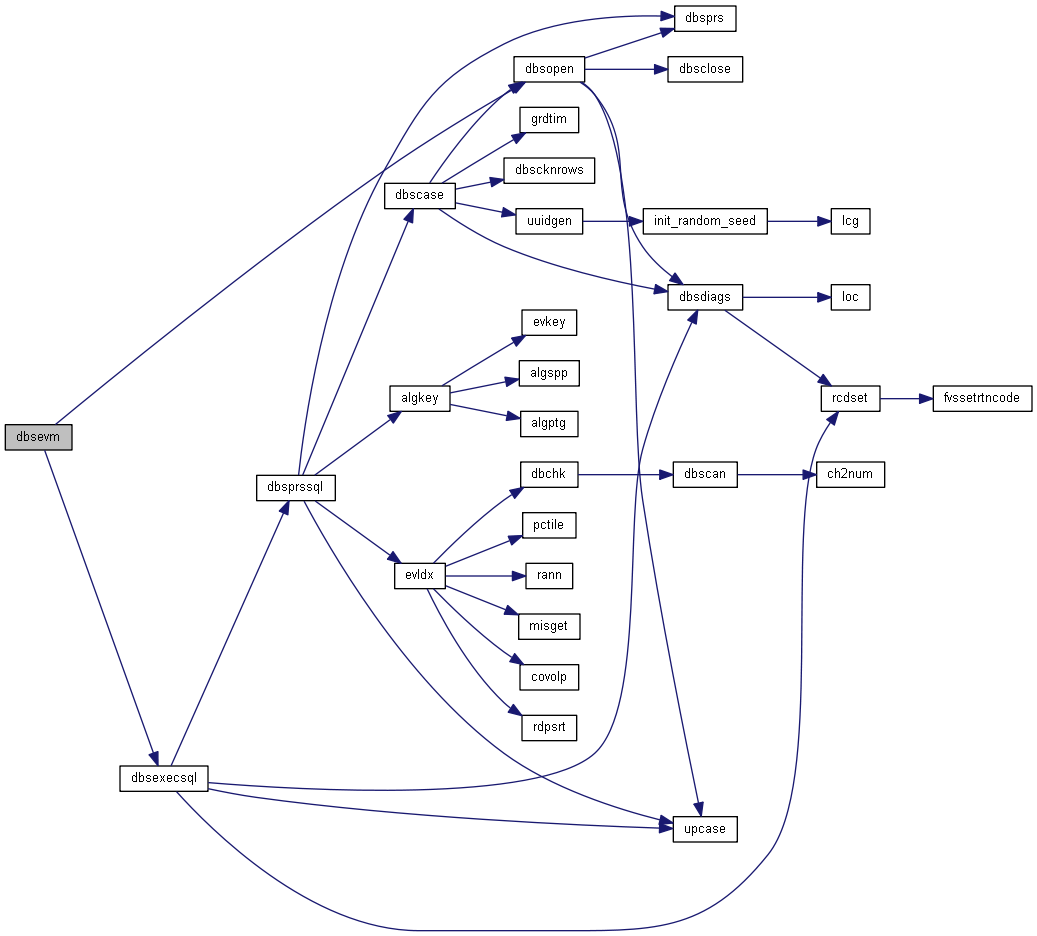 dbsprs
dbsopen
dbsclose
grdtim
dbscknrows
dbscase
uuidgen
init_random_seed
lcg
dbsdiags
loc
evkey
algspp
algkey
rcdset
fvssetrtncode
algptg
dbsevm
dbchk
dbscan
ch2num
dbsprssql
pctile
evldx
rann
misget
covolp
rdpsrt
dbsexecsql
upcase